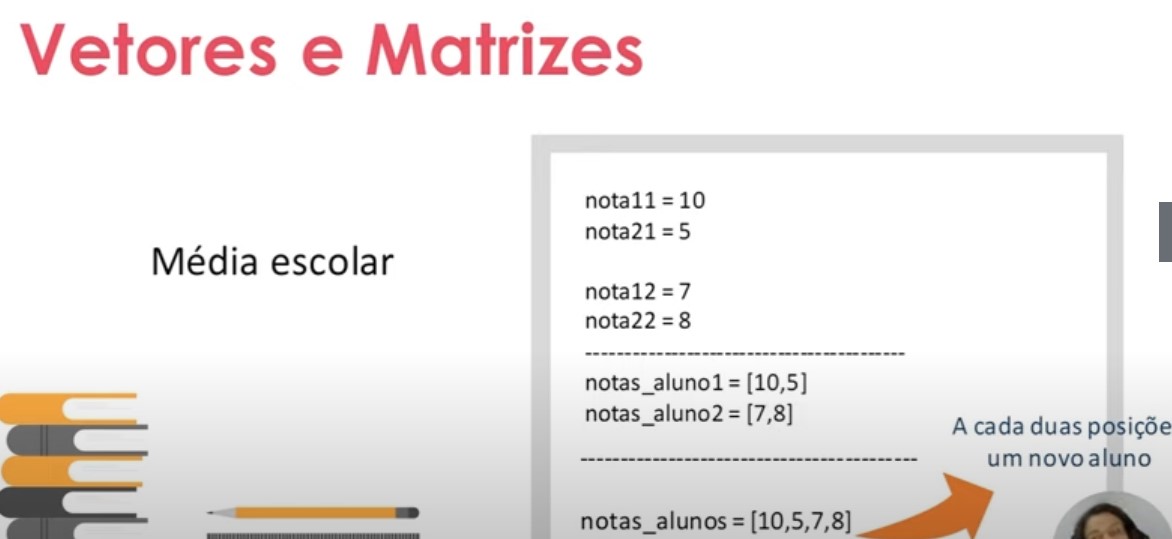 Vetores e Matrizes
Média escolar
nota11 = 10
nota21 = 5
nota12 = 7
nota22 = 8
------------------------------------------
notas_aluno1 = [10,5]
notas_aluno2 = [7,8]
--------------------------------------------
notas_alunos = [10,5,7,8]
A cada duas posiçõe
um novo aluno